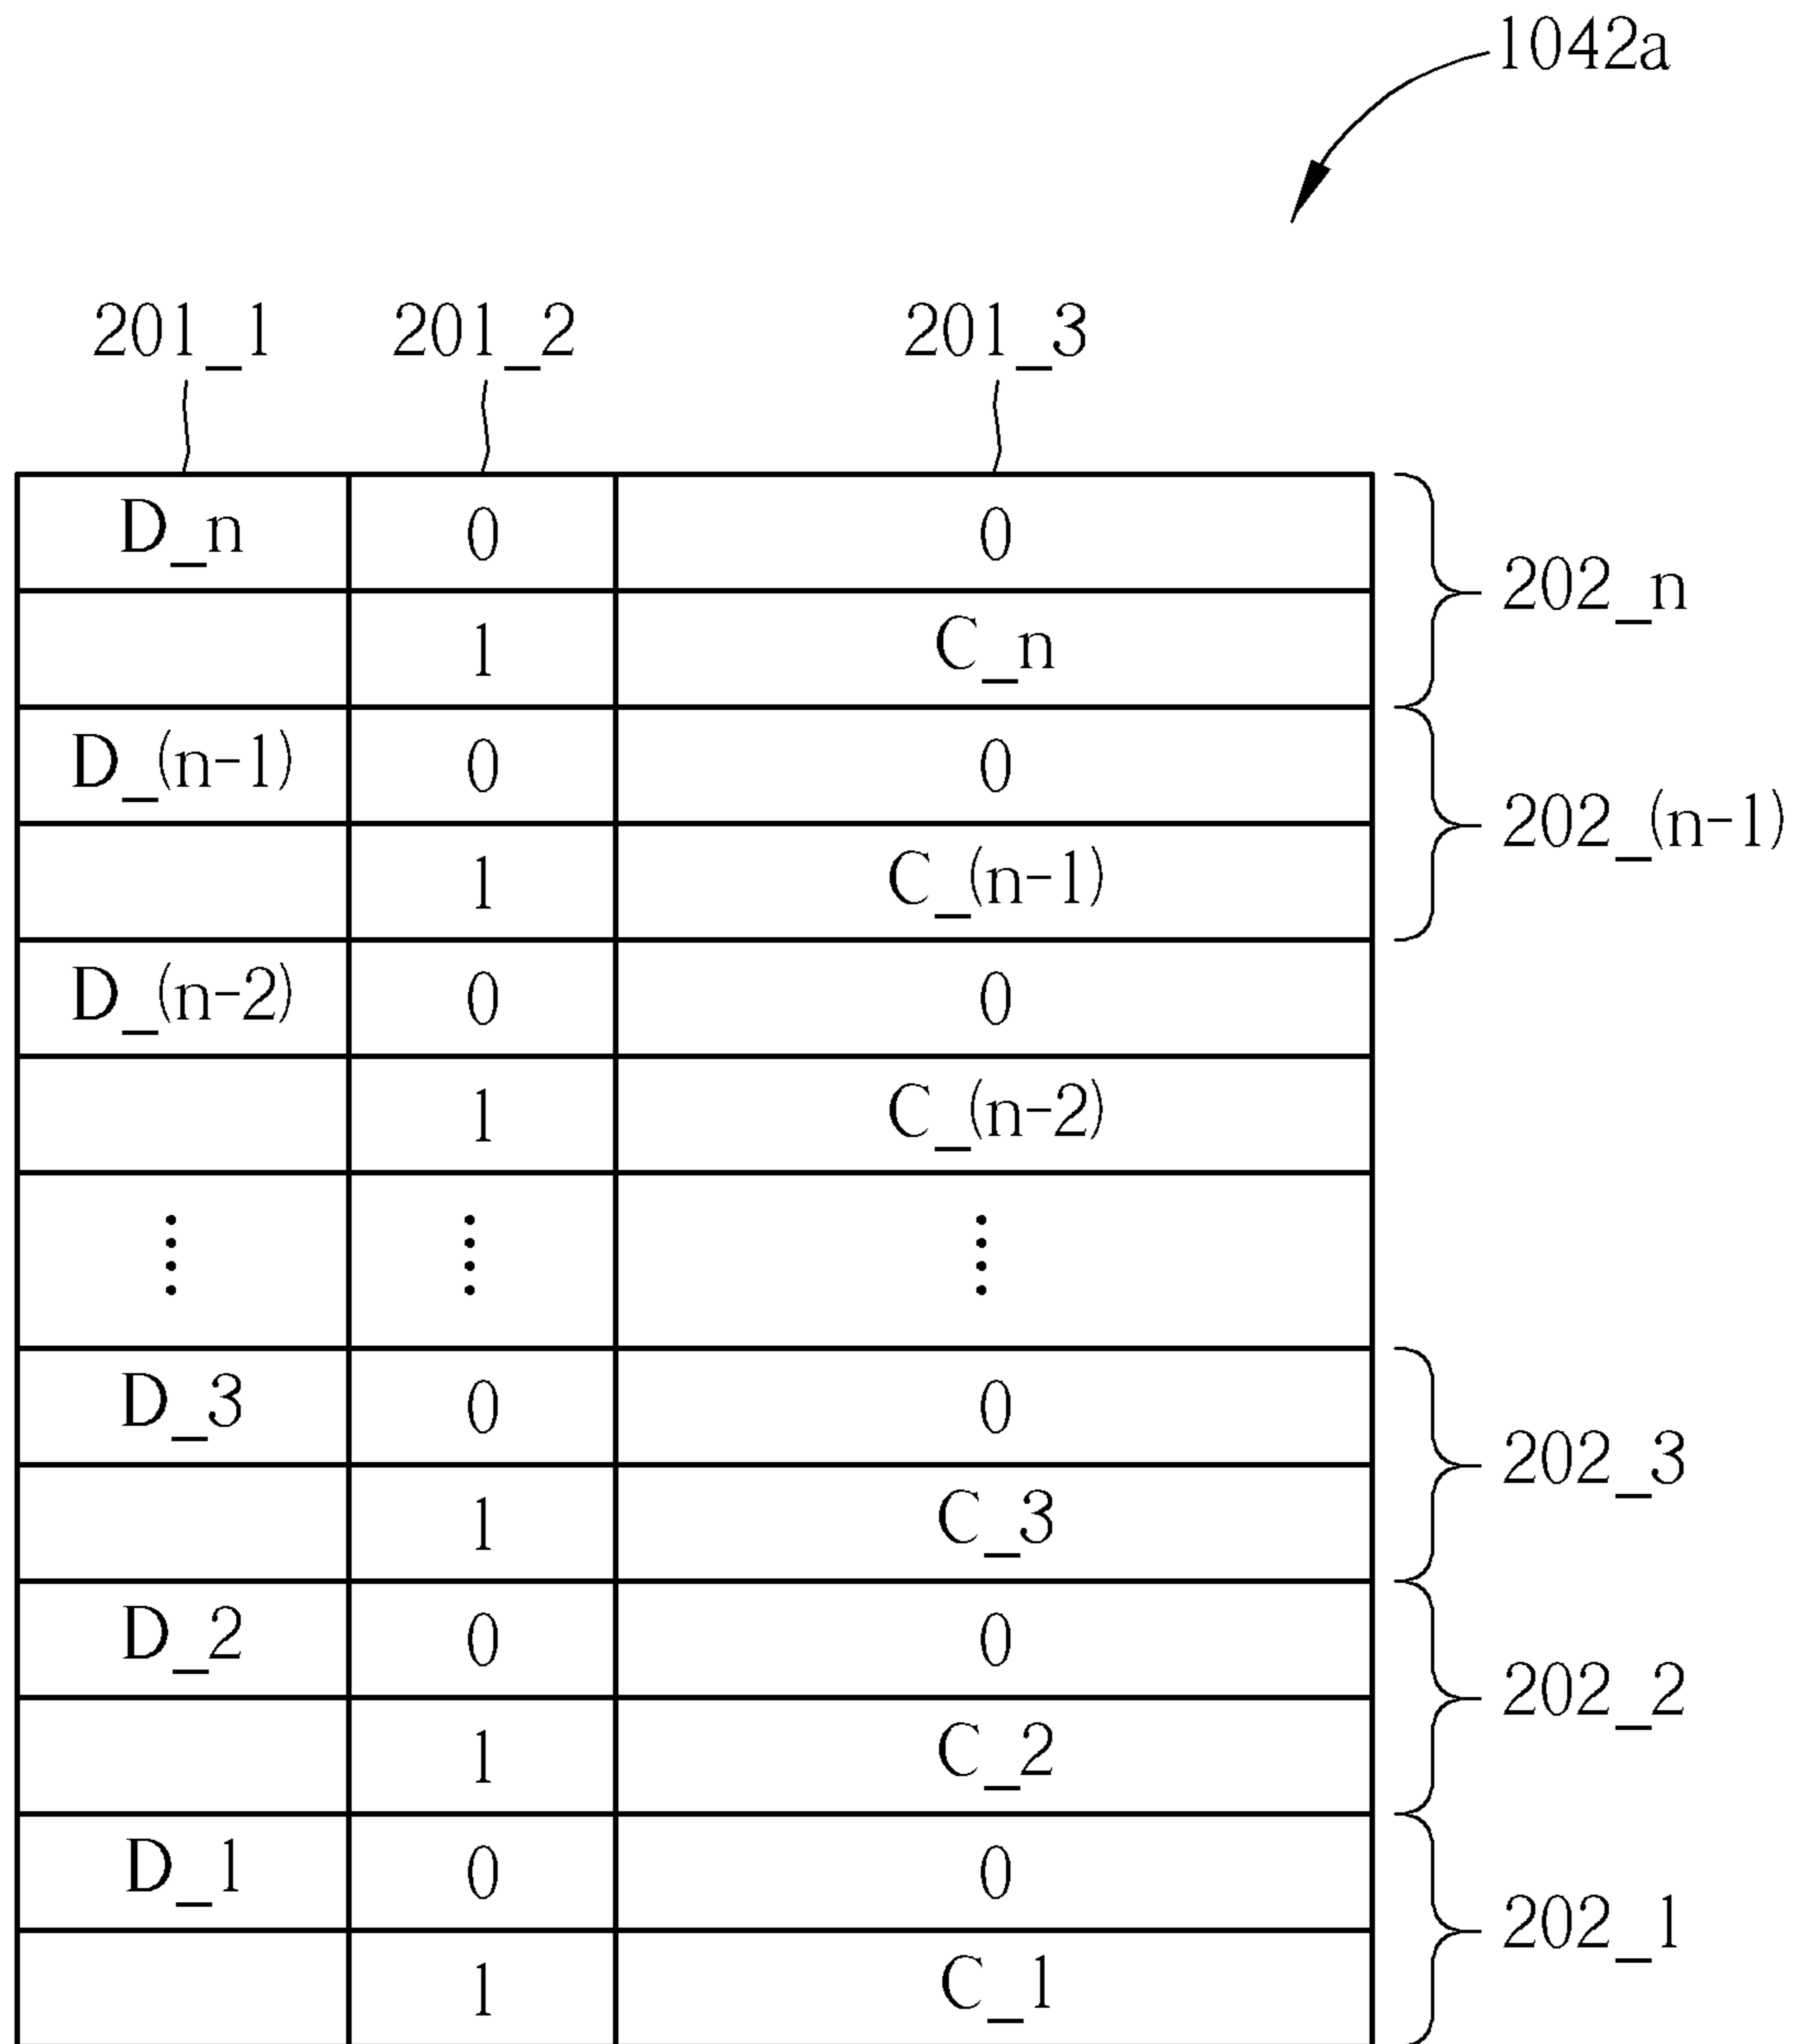 1042a
201_1 201_2 201_3
D_n 0 0
202_n
1 C_n
D_(n-1) 0 0
202_(n-1)
1 C_(n-1)
D_(n-2) 0 0
1 C_(n-2)
D_3 0 0
202_3
1 C_3
D_2 0 0
202_2
1 C_2
D_1 0 0
202_1
1 C_1